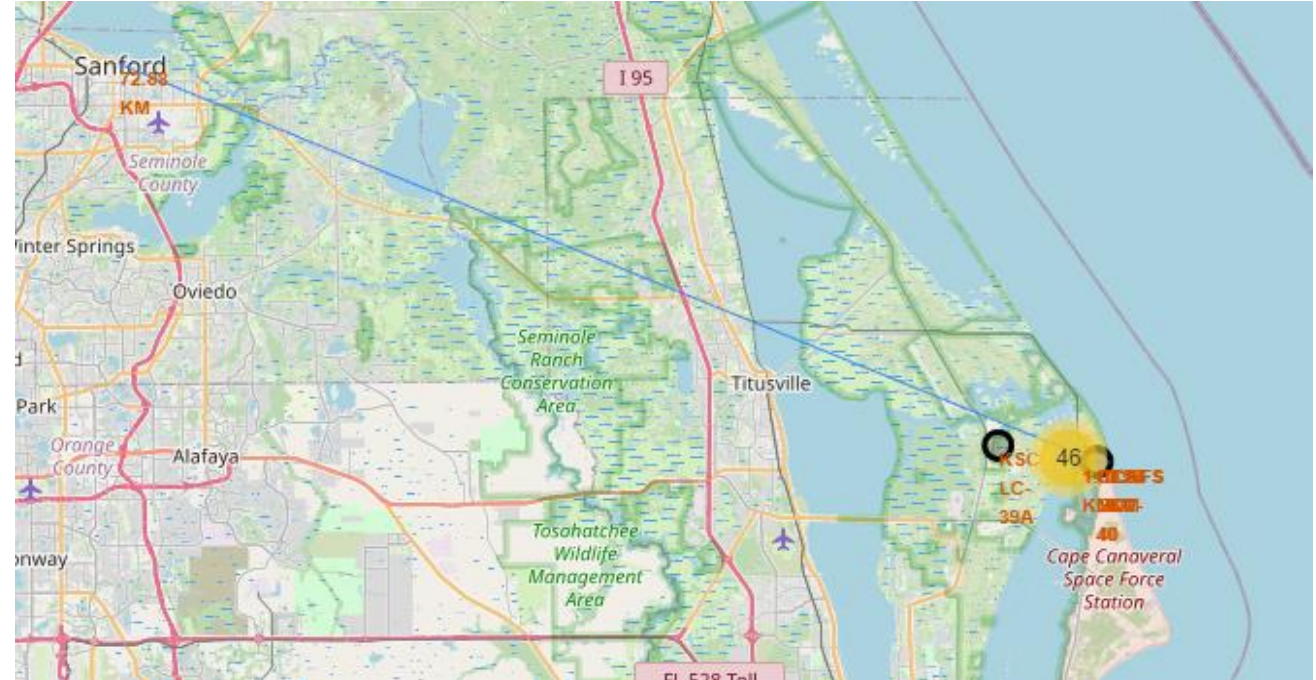 Sanford
72.88
KM
I 95
Seminole
County
Winter Springs
Oviedo
Seminole
Ranch
Conservation
Area
Titusville
Park
Orange
County
Alafaya
46
KSC
LC-
39A
40
Tosohatchee
Wildlife
Management
Area
Cape Canaveral
Space Force
Station
onway
FL 528 Toll